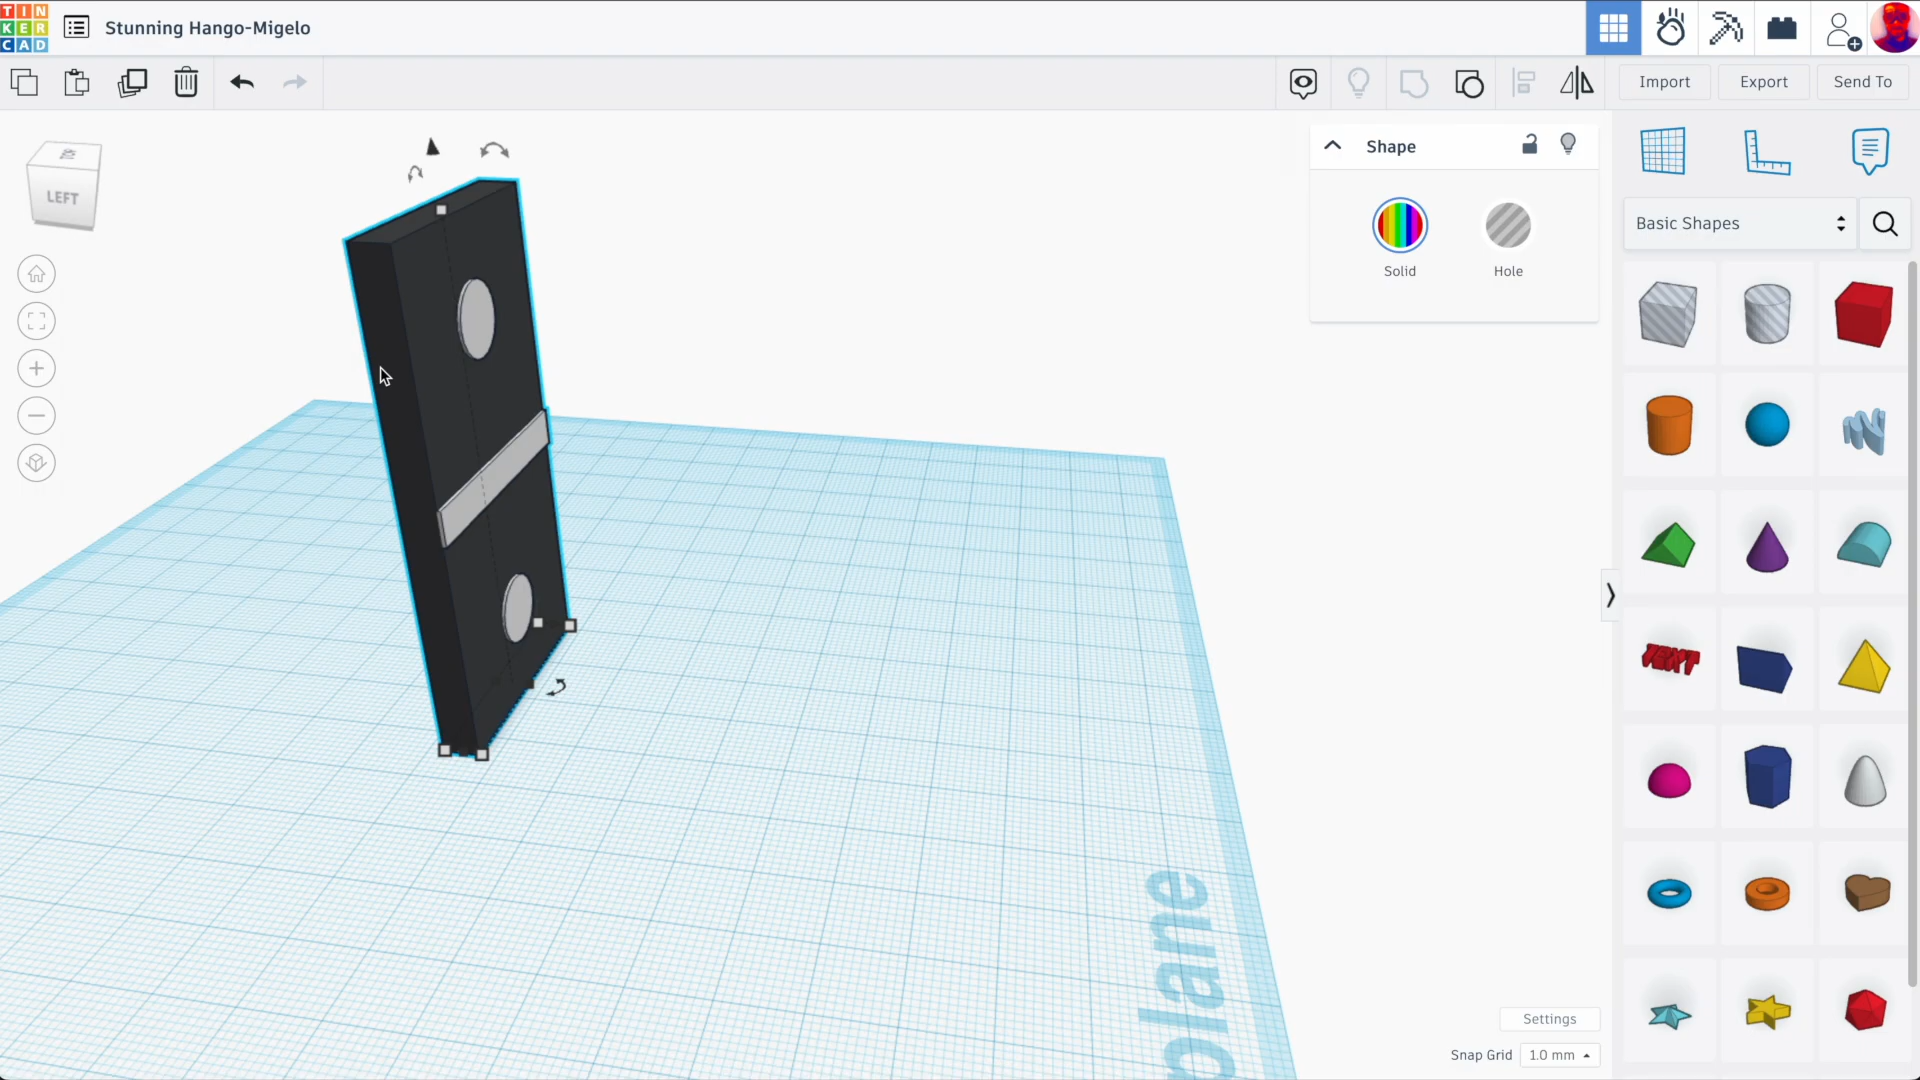 TIN
KER
CAD
Stunning Hango-Migelo
Import
Export
Send To
LEFT
Shape
Solid
Hole
Basic Shapes
TEXT
plane
Settings
Snap Grid
1.0 mm